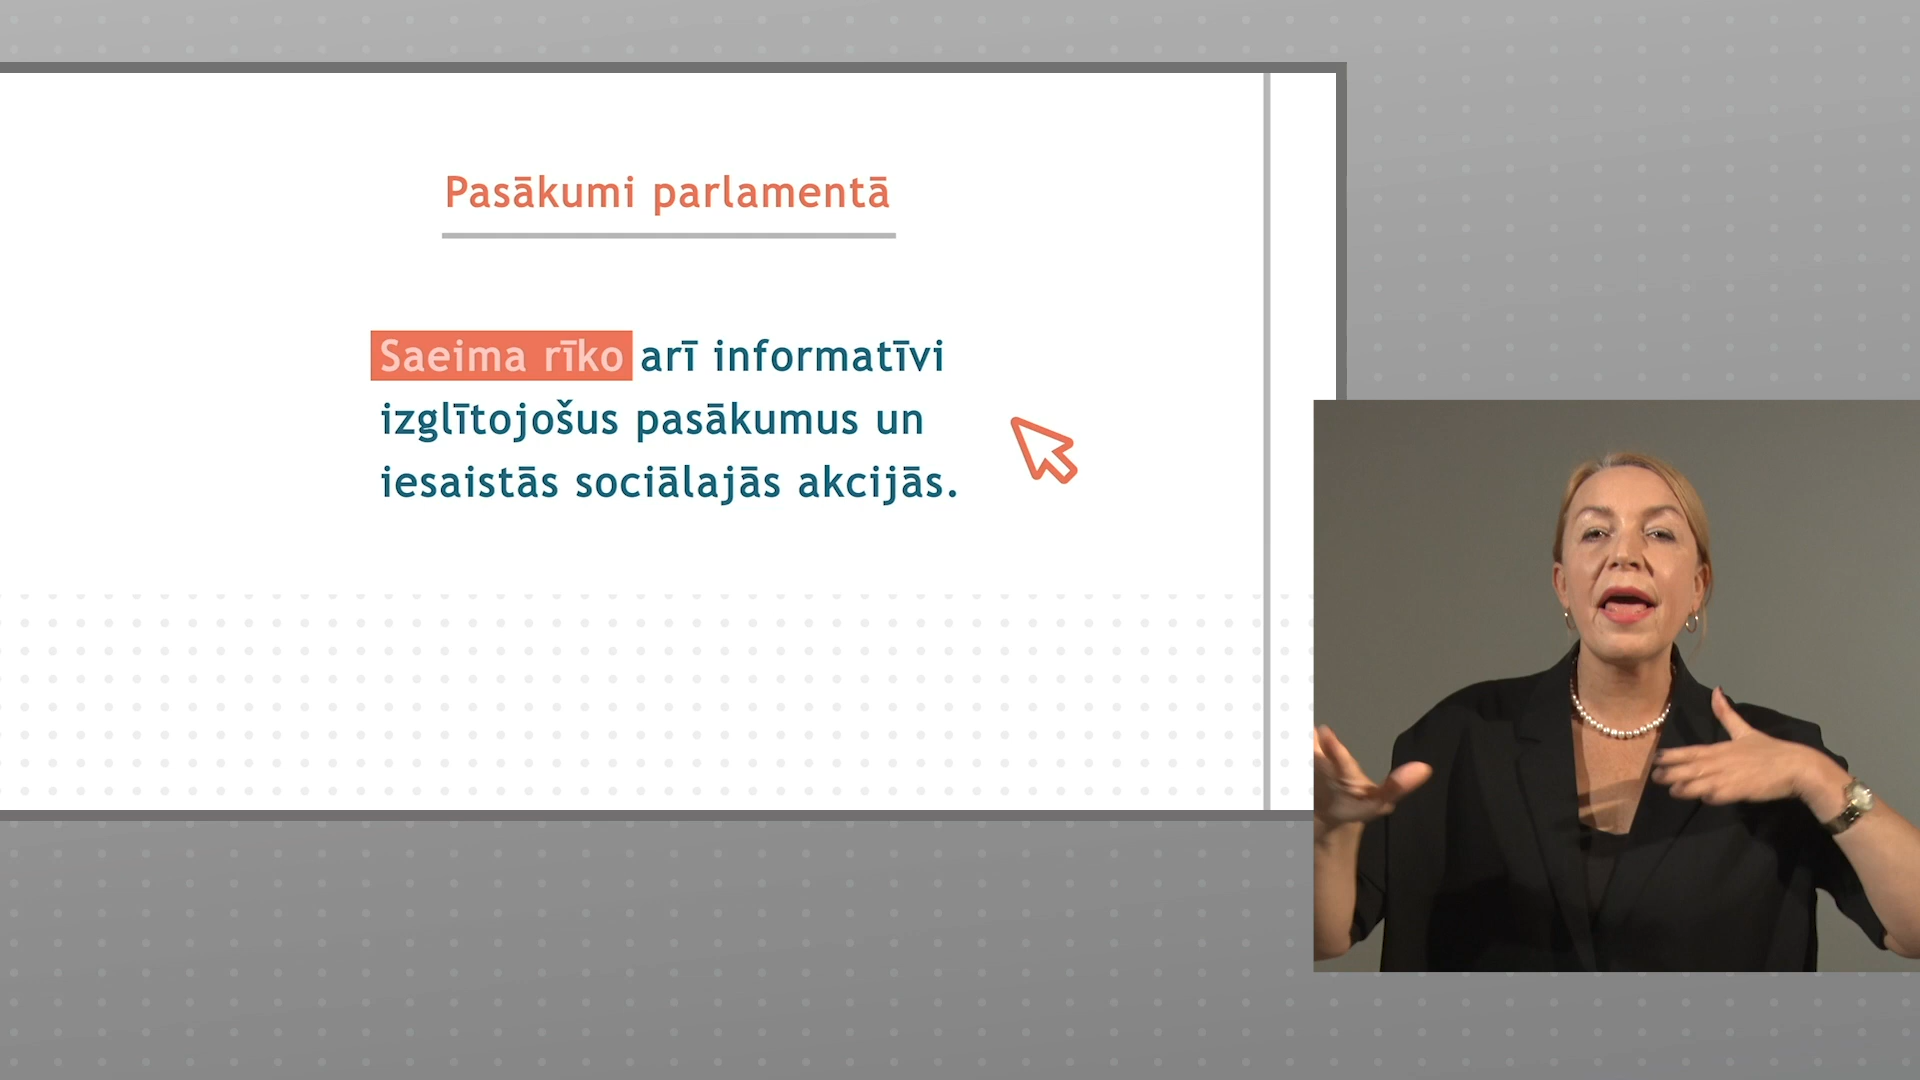 Pasākumi parlamentā
Saeima rīko arī informatīvi
izglītojošus pasākumus un
iesaistās sociālajās akcijās.